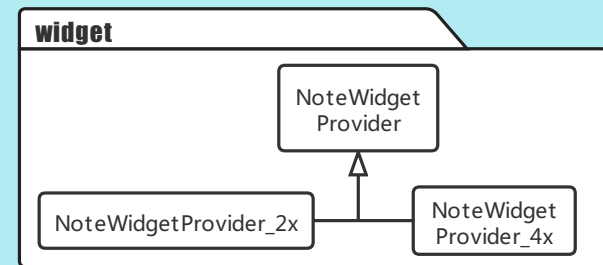 widget
NoteWidget
Provider
NoteWidgetProvider_2x
NoteWidget
Provider_4x